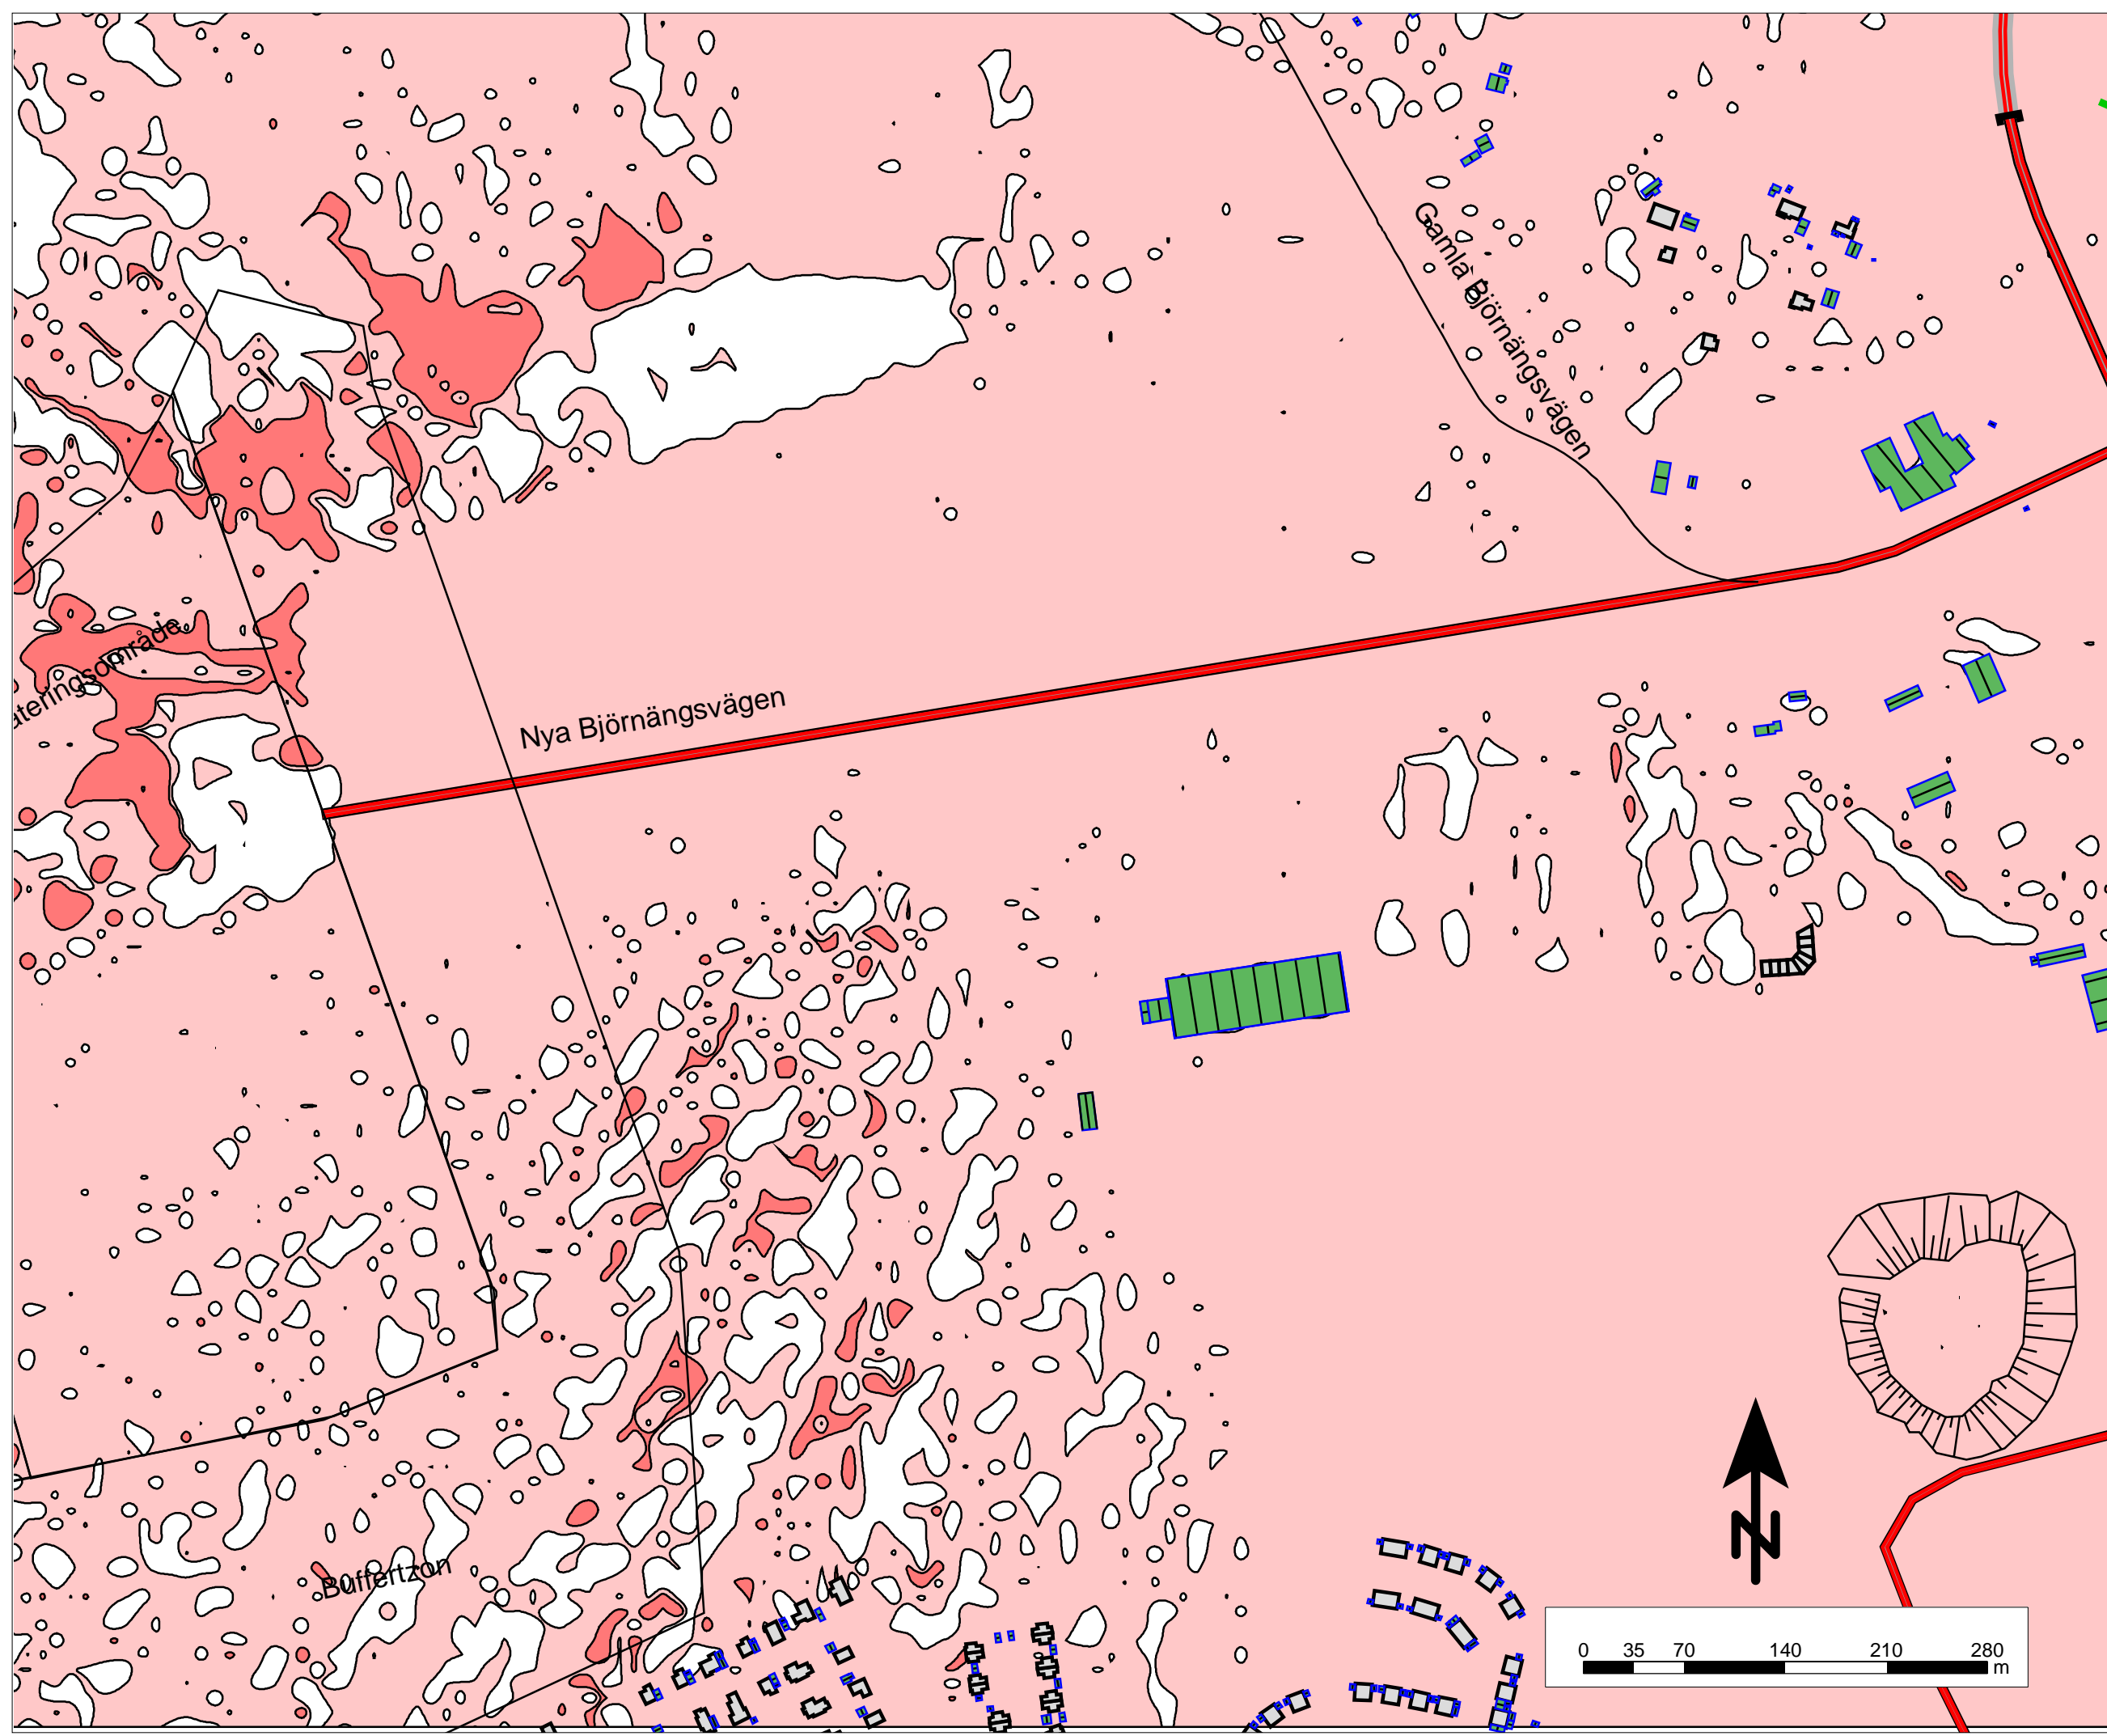 Gamla Björnängsvägen
ateringsområde
Nya Björnängsvägen
Buffertzon
N
0 35 70 140 210 280
m